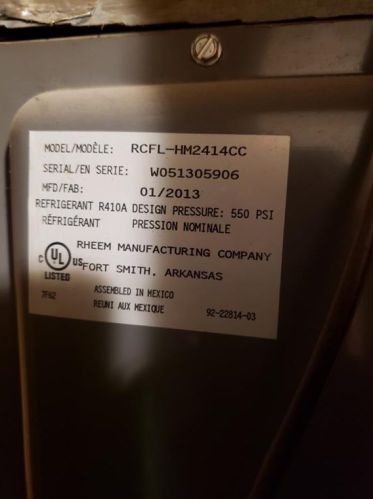 MODEL/MODÈLE: RCFL-HM2414CC
SERIAL/EN SERIE: W051305906
MFD/FAB: 01/2013
REFRIGERANT R410A DESIGN PRESSURE: 550 PSI
RÉFRIGÉRANT PRESSION NOMINALE
RHEEM MANUFACTURING COMPANY
C UL US
FORT SMITH, ARKANSAS
LISTED
7F62 ASSEMBLED IN MEXICO
REUNI AUX MEXIQUE 92-22814-03